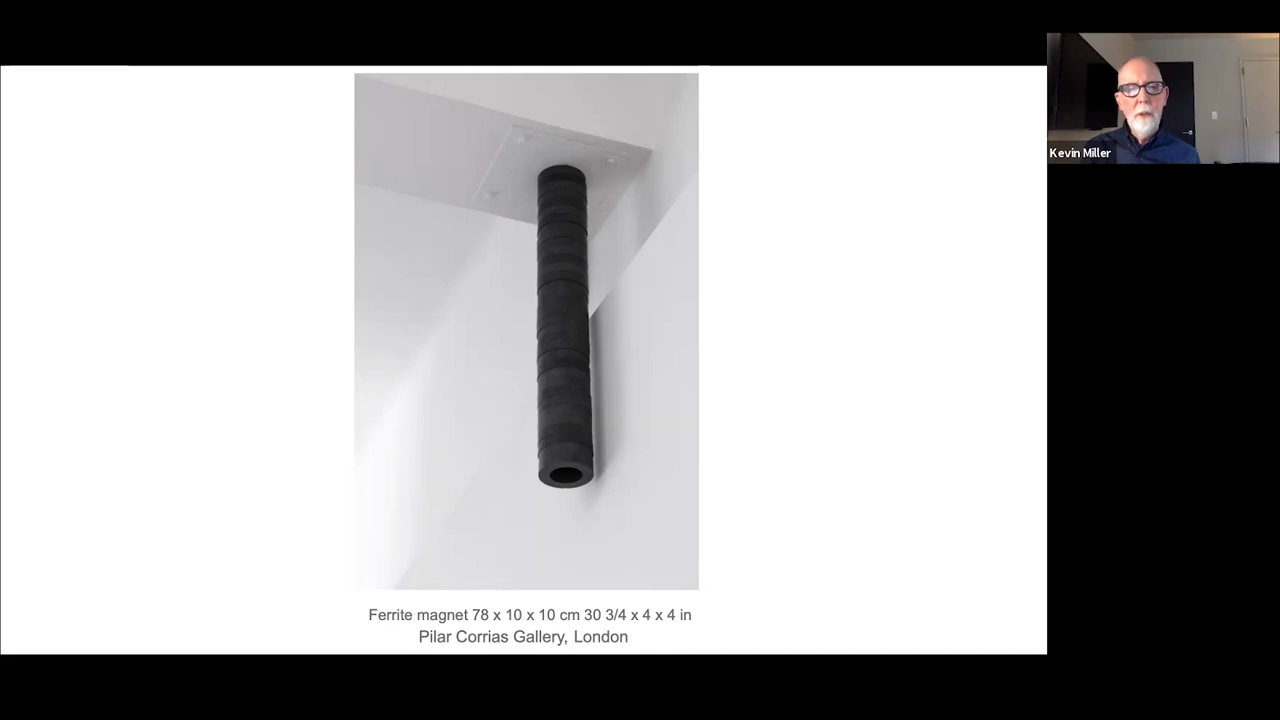 Kevin Miller
Ferrite magnet 78 x 10 x 10 cm 30 3/4 x 4 x 4 in
Pilar Corrias Gallery, London